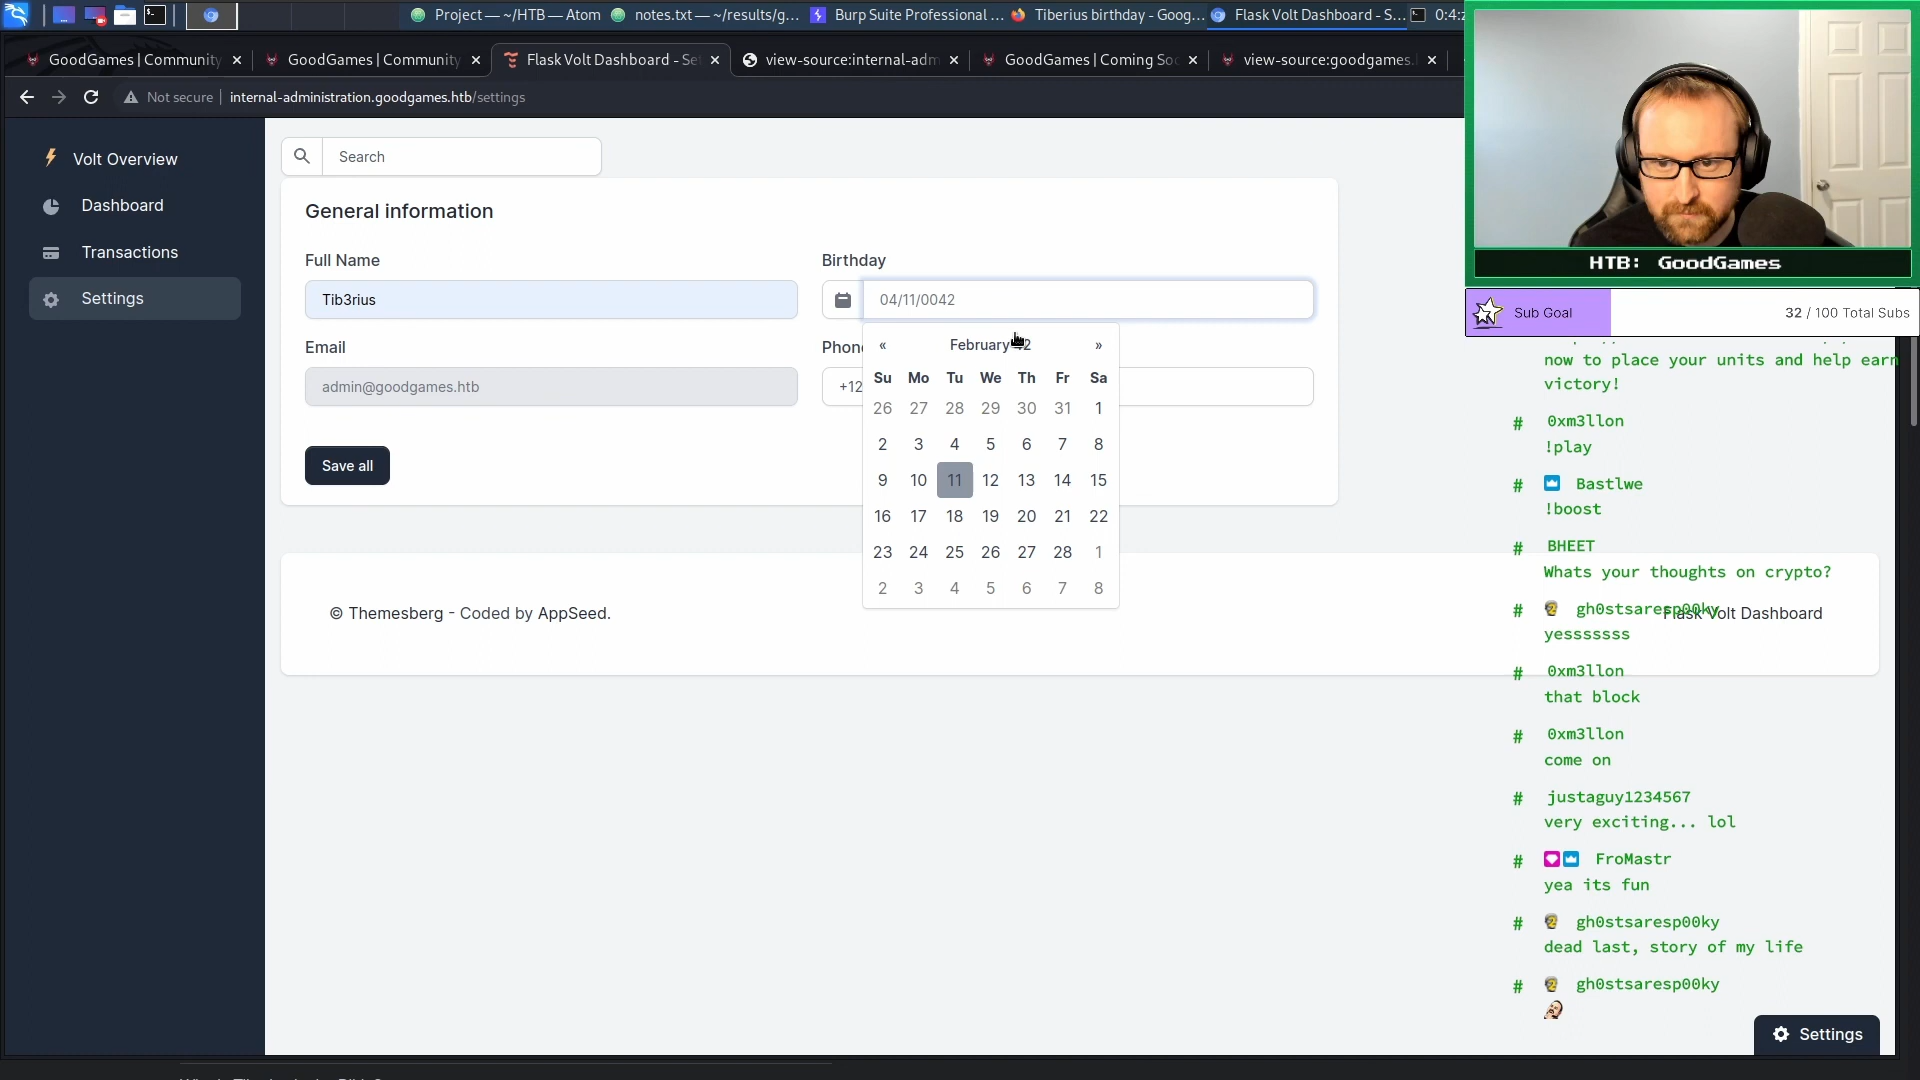 Project — ~/HTB — Atom
notes.txt — ~/results/g...
Burp Suite Professional ...
Tiberius birthday - Goog...
Flask Volt Dashboard - S...
0:4:
GoodGames | Community
GoodGames | Community
Flask Volt Dashboard - Se
view-source:internal-adm
GoodGames | Coming So
view-source:goodgames.
Not secure
internal-administration.goodgames.htb/settings
Volt Overview
Dashboard
Transactions
Settings
Search
General information
Full Name
Tib3rius
Birthday
04/11/0042
Email
admin@goodgames.htb
Phon
+12
Save all
« February 2 »
Su Mo Tu We Th Fr Sa
26 27 28 29 30 31 1
2 3 4 5 6 7 8
9 10 11 12 13 14 15
16 17 18 19 20 21 22
23 24 25 26 27 28 1
2 3 4 5 6 7 8
© Themesberg - Coded by AppSeed.
Flask Volt Dashboard
HTB: GoodGames
Sub Goal
32 / 100 Total Subs
now to place your units and help earn
victory!
# 0xm3llon
!play
# Bastlwe
!boost
# BHEET
Whats your thoughts on crypto?
# gh0stsaresp00ky
yesssssss
# 0xm3llon
that block
# 0xm3llon
come on
# justaguy1234567
very exciting... lol
# FroMastr
yea its fun
# gh0stsaresp00ky
dead last, story of my life
# gh0stsaresp00ky
Settings